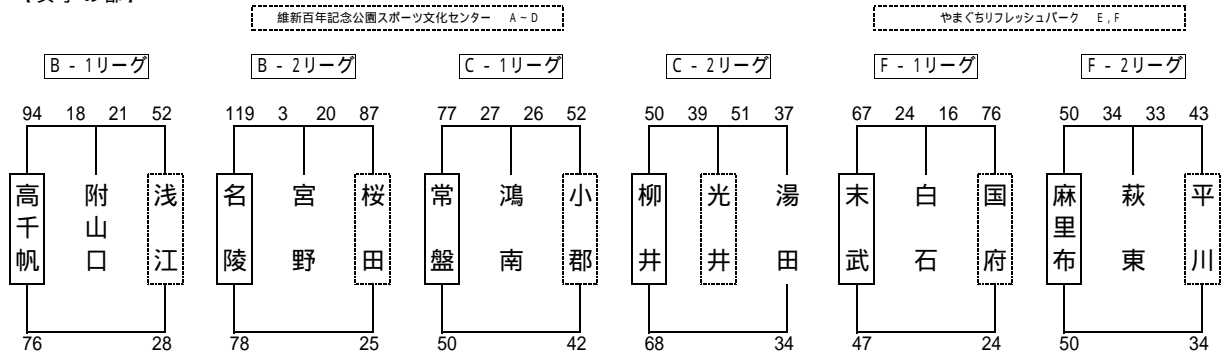 維新百年記念公園スポーツ文化センター A~D
やまぐちリフレッシュパーク E,F
B-1リーグ
B-2リーグ
C-1リーグ
C-2リーグ
F-1リーグ
F-2リーグ
94 18 21 52
119 3 20 87
77 27 26 52
50 39 51 37
67 24 16 76
50 34 33 43
高千帆
附山口
浅江
名陵
宮野
桜田
常盤
鴻南
小郡
柳井
光井
湯田
末武
白石
国府
麻里布
萩東
平川
76 28
78 25
50 42
68 34
47 24
50 34